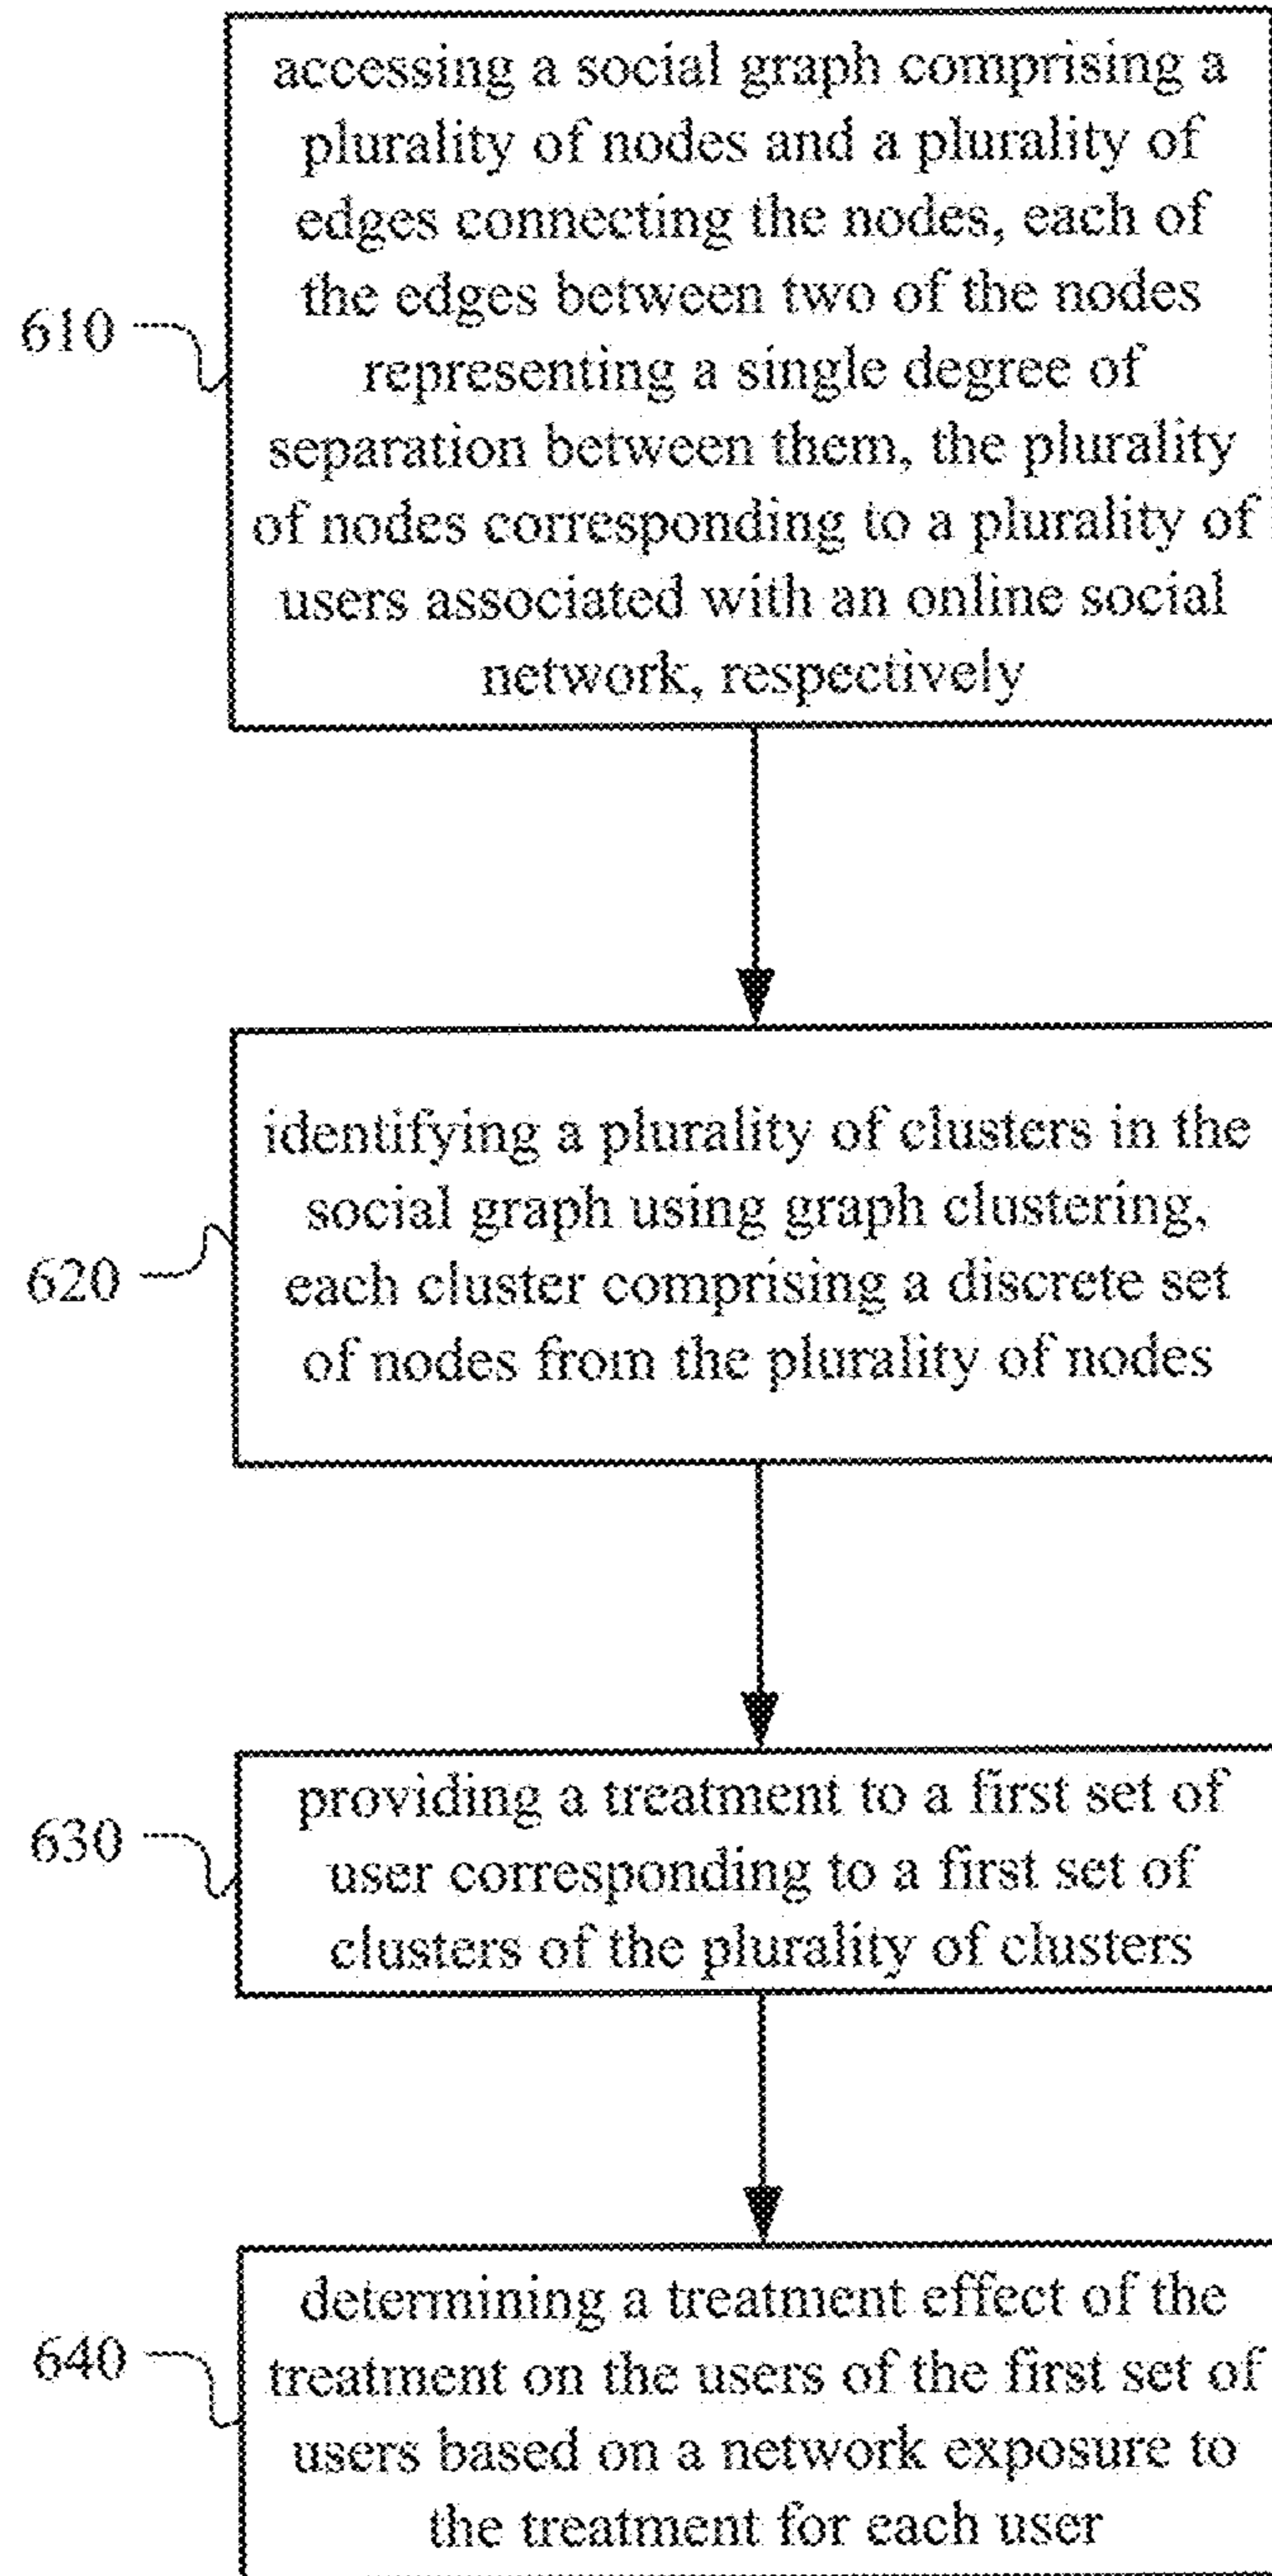 accessing a social graph comprising a
plurality of nodes and a plurality of
edges connecting the nodes, each of
the edges between two of the nodes
610
representing a single degree of
separation between them, the plurality
of nodes corresponding to a plurality of
users associated with an online social
network, respectively
identifying a plurality of clusters in the
social graph using graph clustering,
620
each cluster comprising a discrete set
of nodes from the plurality of nodes
providing a treatment to a first set of
630
user corresponding to a first set of
clusters of the plurality of clusters
determining a treatment effect of the
640
treatment on the users of the first set of
users based on a network exposure to
the treatment for each user